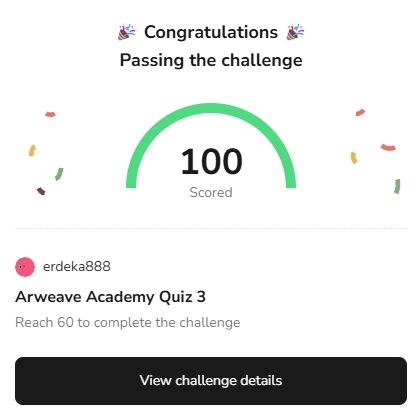 Congratulations
Passing the challenge
100
Scored
erdeka888
Arweave Academy Quiz 3
Reach 60 to complete the challenge
View challenge details